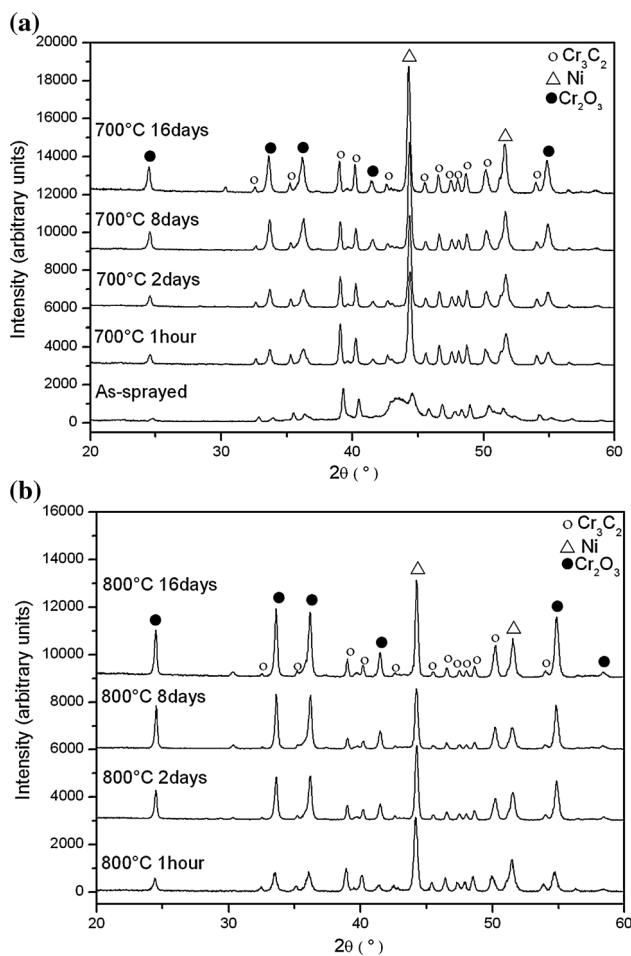 (a)
20000
18000
16000
14000
12000
10000
8000
6000
4000
2000
0
Intensity (arbitrary units)
○ Cr₃C₂
△ Ni
● Cr₂O₃
700°C 16days
700°C 8days
700°C 2days
700°C 1hour
As-sprayed
20 30 40 50 60
2θ ( ° )
(b)
16000
14000
12000
10000
8000
6000
4000
2000
0
Intensity (arbitrary units)
○ Cr₃C₂
△ Ni
● Cr₂O₃
800°C 16days
800°C 8days
800°C 2days
800°C 1hour
20 30 40 50 60
2θ ( ° )